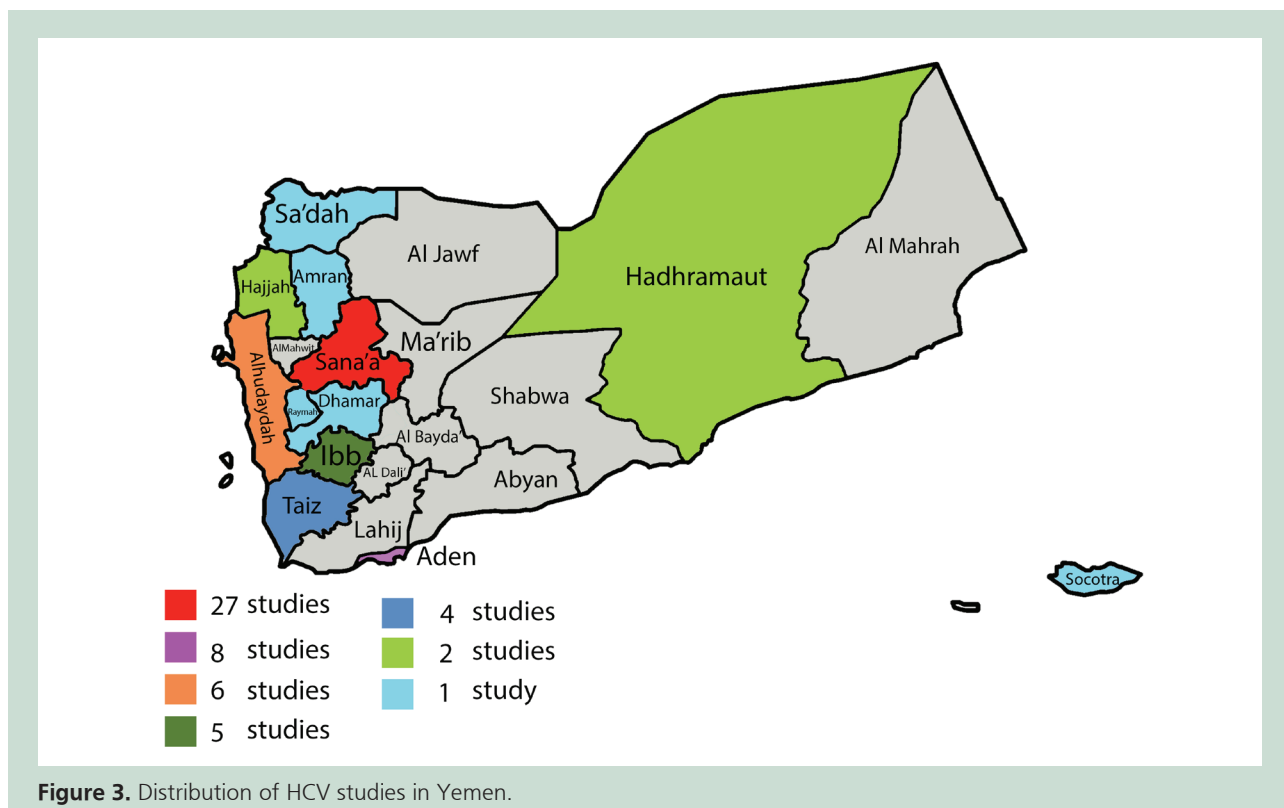 Sa'dah
Al Jawf
Al Mahrah
Hajjah
Amran
Hadhramaut
Alhudaydah
AlMahwit
Sana'a
Ma'rib
Shabwa
Raymah
Dhamar
Al Bayda'
Ibb
AL Dali'
Abyan
Taiz
Lahij
Aden
Socotra
27 studies
8 studies
6 studies
5 studies
4 studies
2 studies
1 study
Figure 3. Distribution of HCV studies in Yemen.